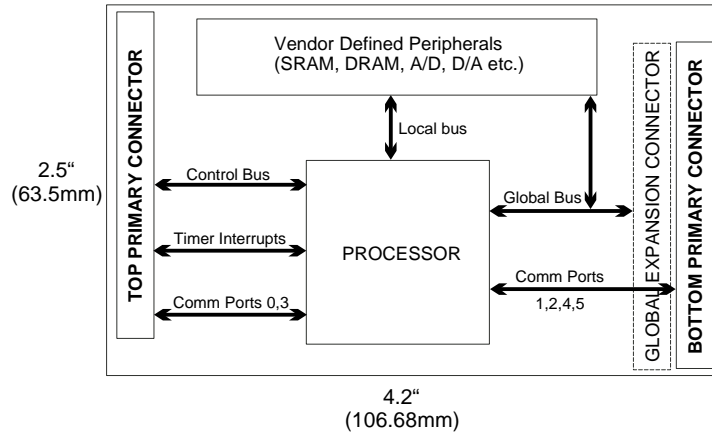 Vendor Defined Peripherals
(SRAM, DRAM, A/D, D/A etc.)
Local bus
2.5“
(63.5mm)
TOP PRIMARY CONNECTOR
Control Bus
Timer Interrupts
Comm Ports 0,3
PROCESSOR
Global Bus
Comm Ports
1,2,4,5
GLOBAL EXPANSION CONNECTOR
BOTTOM PRIMARY CONNECTOR
4.2“
(106.68mm)